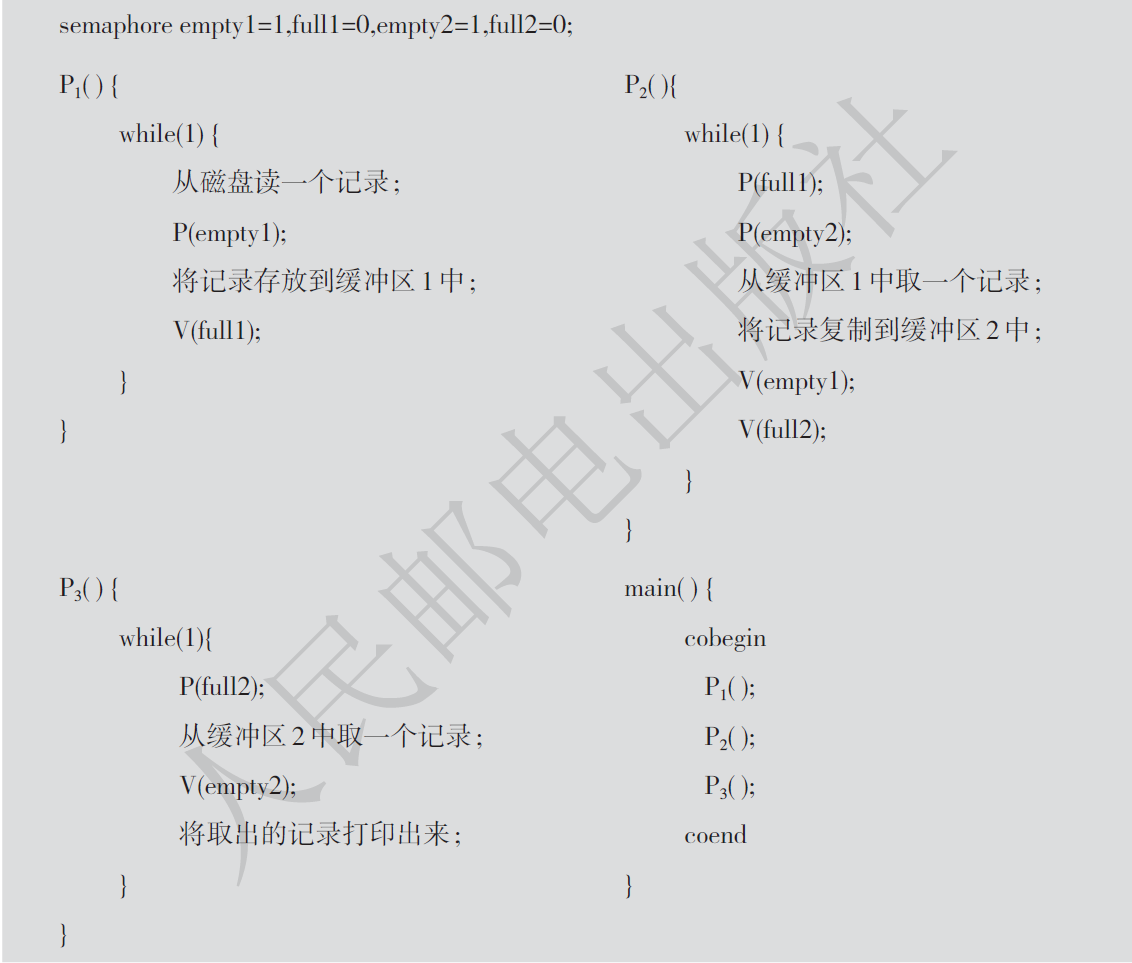 semaphore empty1=1,full1=0,empty2=1,full2=0;
P₁( ) {
while(1) {
从磁盘读一个记录；
P(empty1);
将记录存放到缓冲区1中；
V(full1);
}
}
P₂( ){
while(1) {
P(full1);
P(empty2);
从缓冲区1中取一个记录；
将记录复制到缓冲区2中；
V(empty1);
V(full2);
}
}
P₃( ) {
while(1){
P(full2);
从缓冲区2中取一个记录；
V(empty2);
将取出的记录打印出来；
}
}
main( ) {
cobegin
P₁( );
P₂( );
P₃( );
coend
}
人民邮电出版社